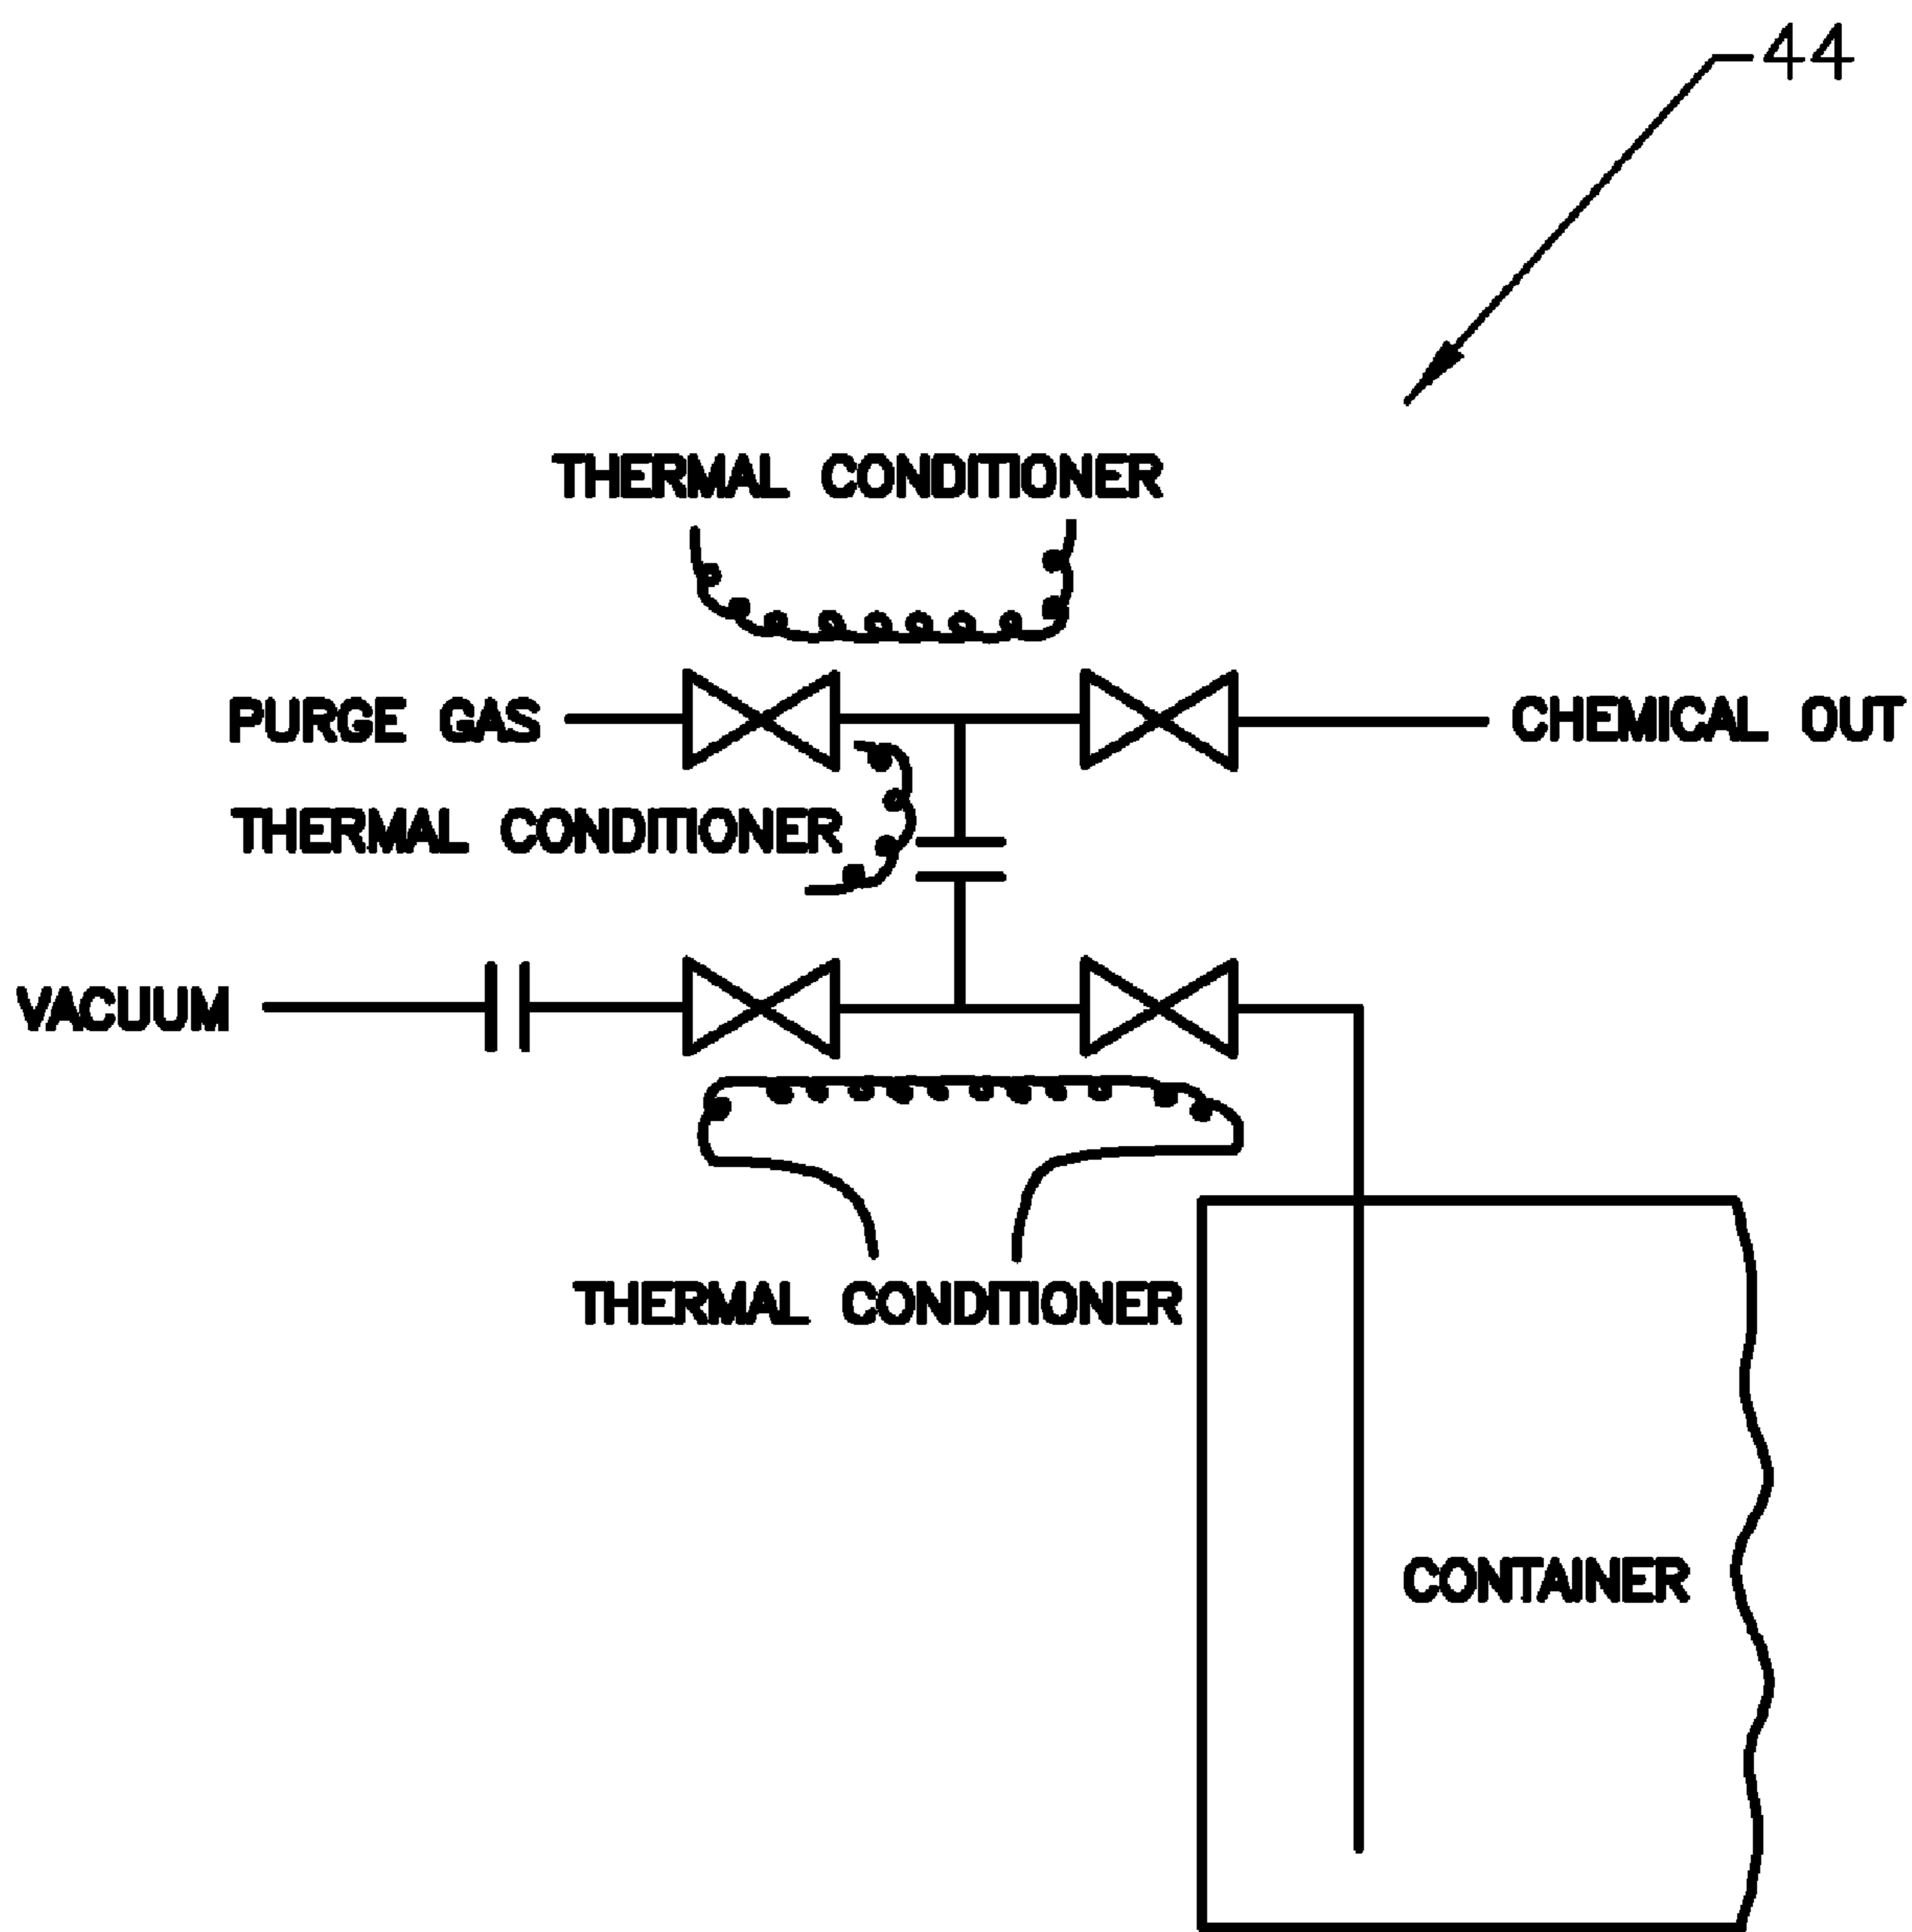 44
THERMAL CONDITIONER
PURGE GAS
CHEMICAL OUT
THERMAL CONDITIONER
VACUUM
THERMAL CONDITIONER
CONTAINER